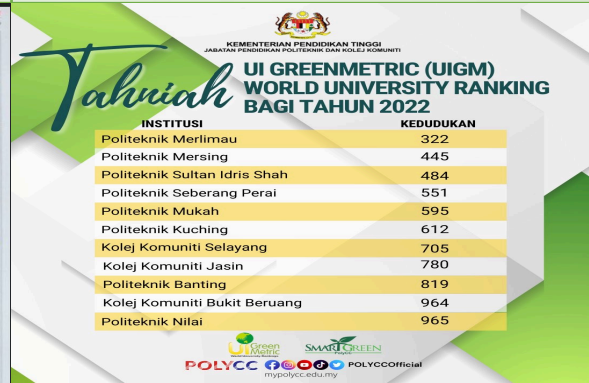 KEMENTERIAN PENDIDIKAN TINGGI
JABATAN PENDIDIKAN POLITEKNIK DAN KOLEJ KOMUNITI
Tahniah
UI GREENMETRIC (UIGM)
WORLD UNIVERSITY RANKING
BAGI TAHUN 2022
INSTITUSI KEDUDUKAN
Politeknik Merlimau 322
Politeknik Mersing 445
Politeknik Sultan Idris Shah 484
Politeknik Seberang Perai 551
Politeknik Mukah 595
Politeknik Kuching 612
Kolej Komuniti Selayang 705
Kolej Komuniti Jasin 780
Politeknik Banting 819
Kolej Komuniti Bukit Beruang 964
Politeknik Nilai 965
UI Green Metric
SMART GREEN
PolyCC
POLYCC POLYCCOfficial
mypolycc.edu.my